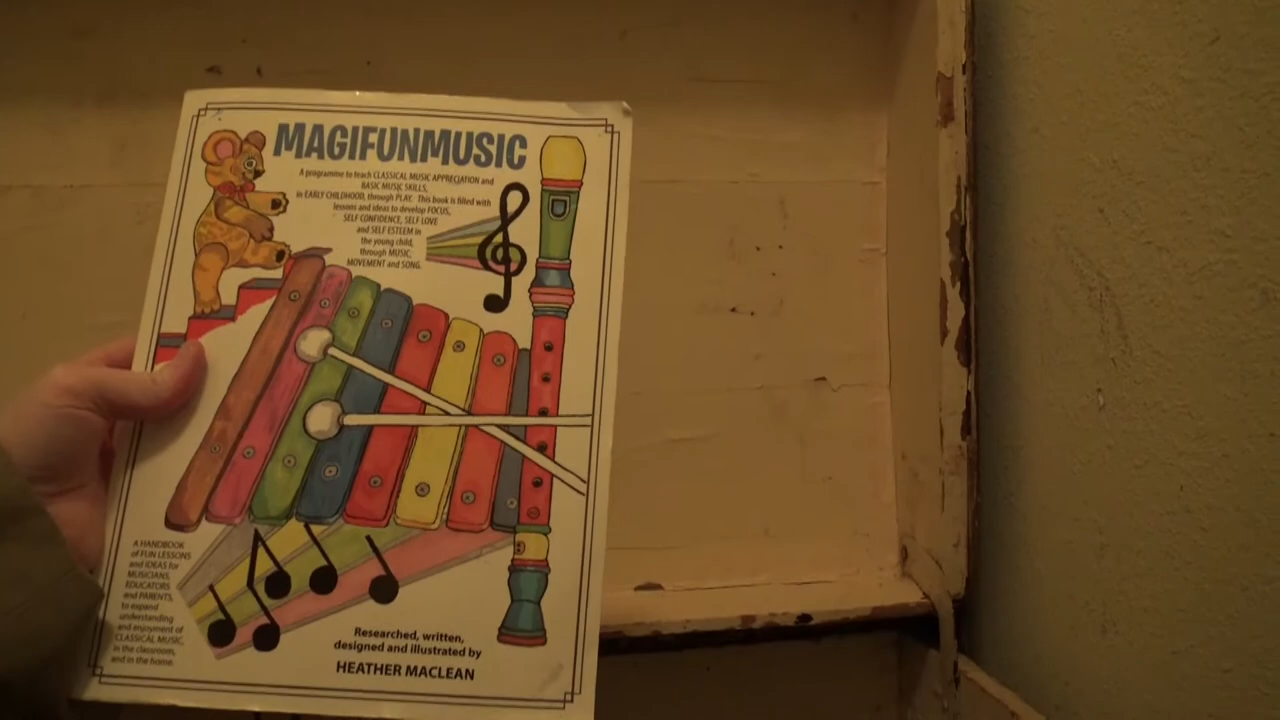 MAGIFUNMUSIC
A programme to teach CLASSICAL MUSIC APPRECIATION and
BASIC MUSIC SKILLS,
in EARLY CHILDHOOD, through PLAY. This book is filled with
lessons and ideas to develop FOCUS,
SELF CONFIDENCE, SELF LOVE
and SELF ESTEEM in
the young child,
through MUSIC,
MOVEMENT and SONG.
A HANDBOOK
of FUN LESSONS
and IDEAS for
MUSICIANS,
EDUCATORS
and PARENTS,
to expand
understanding
and enjoyment of
CLASSICAL MUSIC,
in the classroom,
and in the home.
Researched, written,
designed and illustrated by
HEATHER MACLEAN